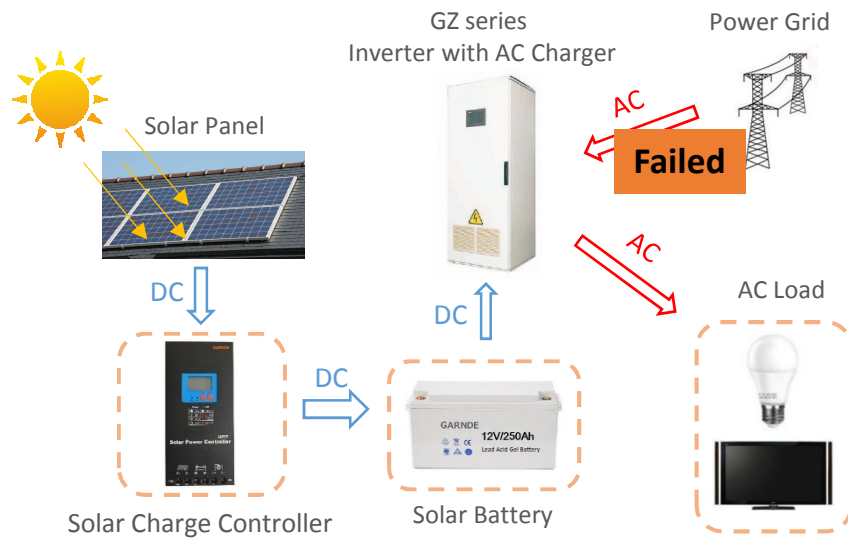 GZ series
Inverter with AC Charger
Power Grid
AC
Failed
Solar Panel
AC
DC
DC
AC Load
DC
Solar Power Controller
GARNDE
12V/250Ah
Lead Acid Gel Battery
Solar Charge Controller
Solar Battery